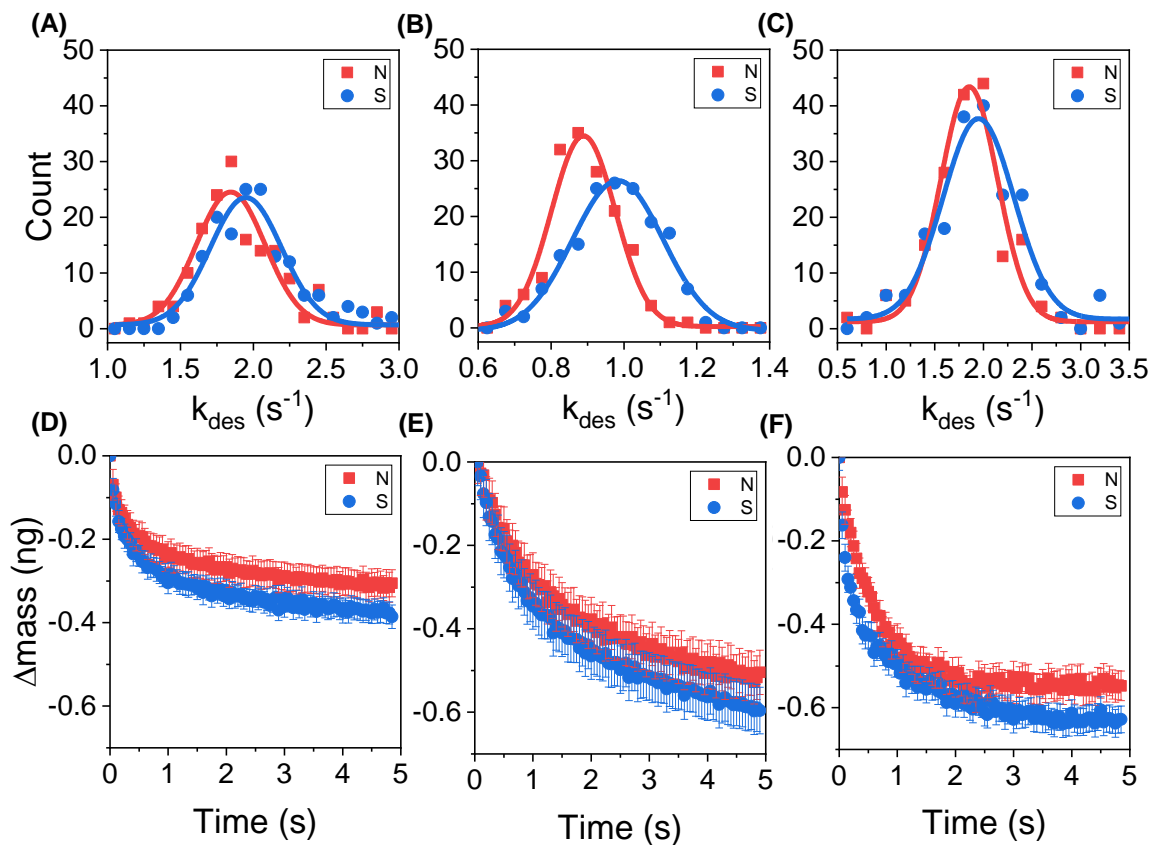 (A) (B) (C)
50 50 50
N N N
S S S
40 40 40
30 30 30
Count
20 20 20
10 10 10
0 0 0
1.0 1.5 2.0 2.5 3.0 0.6 0.8 1.0 1.2 1.4 0.5 1.0 1.5 2.0 2.5 3.0 3.5
k_des (s⁻¹) k_des (s⁻¹) k_des (s⁻¹)
(D) (E) (F)
0.0 0.0 0.0
N N N
S S S
-0.2 -0.2 -0.2
Δmass (ng)
-0.4 -0.4 -0.4
-0.6 -0.6 -0.6
0 1 2 3 4 5 0 1 2 3 4 5 0 1 2 3 4 5
Time (s) Time (s) Time (s)